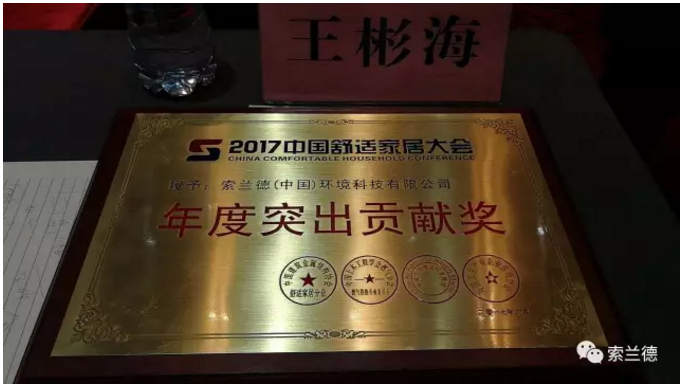 王彬海
2017中国舒适家居大会
CHINA COMFORTABLE HOUSEHOLD CONFERENCE
授予：索兰德(中国)环境科技有限公司
年度突出贡献奖
舒适家居分会
索兰德